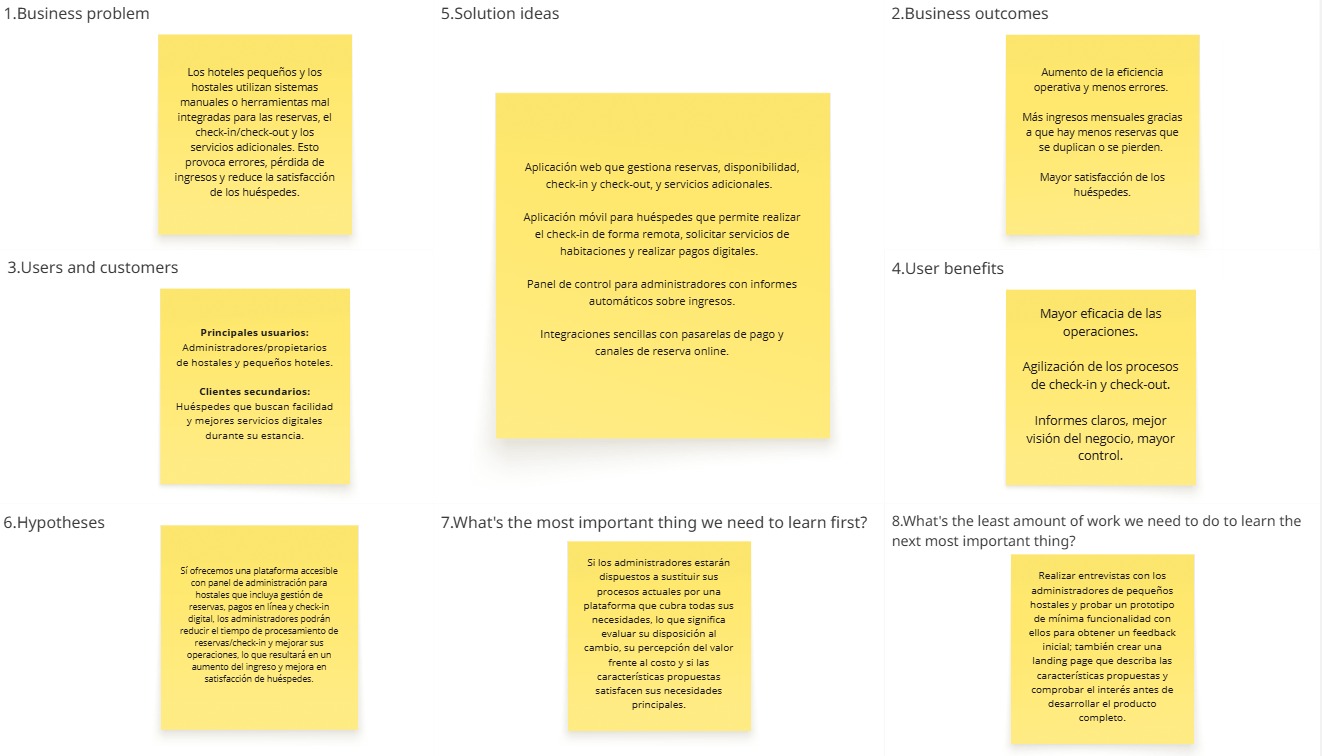 1.Business problem
Los hoteles pequeños y los
hostales utilizan sistemas
manuales o herramientas mal
integradas para las reservas, el
check-in/check-out y los
servicios adicionales. Esto
provoca errores, pérdida de
ingresos y reduce la satisfacción
de los huéspedes.
5.Solution ideas
Aplicación web que gestiona reservas, disponibilidad,
check-in y check-out, y servicios adicionales.
Aplicación móvil para huéspedes que permite realizar
el check-in de forma remota, solicitar servicios de
habitaciones y realizar pagos digitales.
Panel de control para administradores con informes
automáticos sobre ingresos.
Integraciones sencillas con pasarelas de pago y
canales de reserva online.
2.Business outcomes
Aumento de la eficiencia
operativa y menos errores.
Más ingresos mensuales gracias
a que hay menos reservas que
se duplican o se pierden.
Mayor satisfacción de los
huéspedes.
3.Users and customers
Principales usuarios:
Administradores/propietarios
de hostales y pequeños hoteles.
Clientes secundarios:
Huéspedes que buscan facilidad
y mejores servicios digitales
durante su estancia.
4.User benefits
Mayor eficacia de las
operaciones.
Agilización de los procesos
de check-in y check-out.
Informes claros, mejor
visión del negocio, mayor
control.
6.Hypotheses
Sí ofrecemos una plataforma accesible
con panel de administración para
hostales que incluya gestión de
reservas, pagos en línea y check-in
digital, los administradores podrán
reducir el tiempo de procesamiento de
reservas/check-in y mejorar sus
operaciones, lo que resultará en un
aumento del ingreso y mejora en
satisfacción de huéspedes.
7.What's the most important thing we need to learn first?
Si los administradores estarán
dispuestos a sustituir sus
procesos actuales por una
plataforma que cubra todas sus
necesidades, lo que significa
evaluar su disposición al
cambio, su percepción del valor
frente al costo y si las
características propuestas
satisfacen sus necesidades
principales.
8.What's the least amount of work we need to do to learn the
next most important thing?
Realizar entrevistas con los
administradores de pequeños
hostales y probar un prototipo
de mínima funcionalidad con
ellos para obtener un feedback
inicial; también crear una
landing page que describa las
características propuestas y
comprobar el interés antes de
desarrollar el producto
completo.